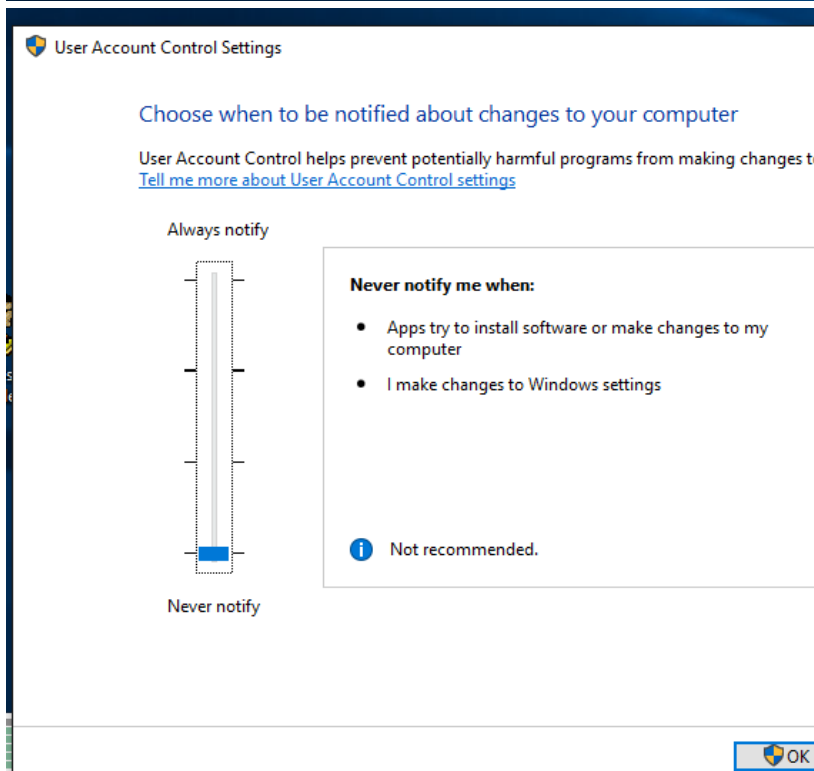 User Account Control Settings
Choose when to be notified about changes to your computer
User Account Control helps prevent potentially harmful programs from making changes
Tell me more about User Account Control settings
Always notify
Never notify me when:
• Apps try to install software or make changes to my
computer
• I make changes to Windows settings
Not recommended.
Never notify
OK